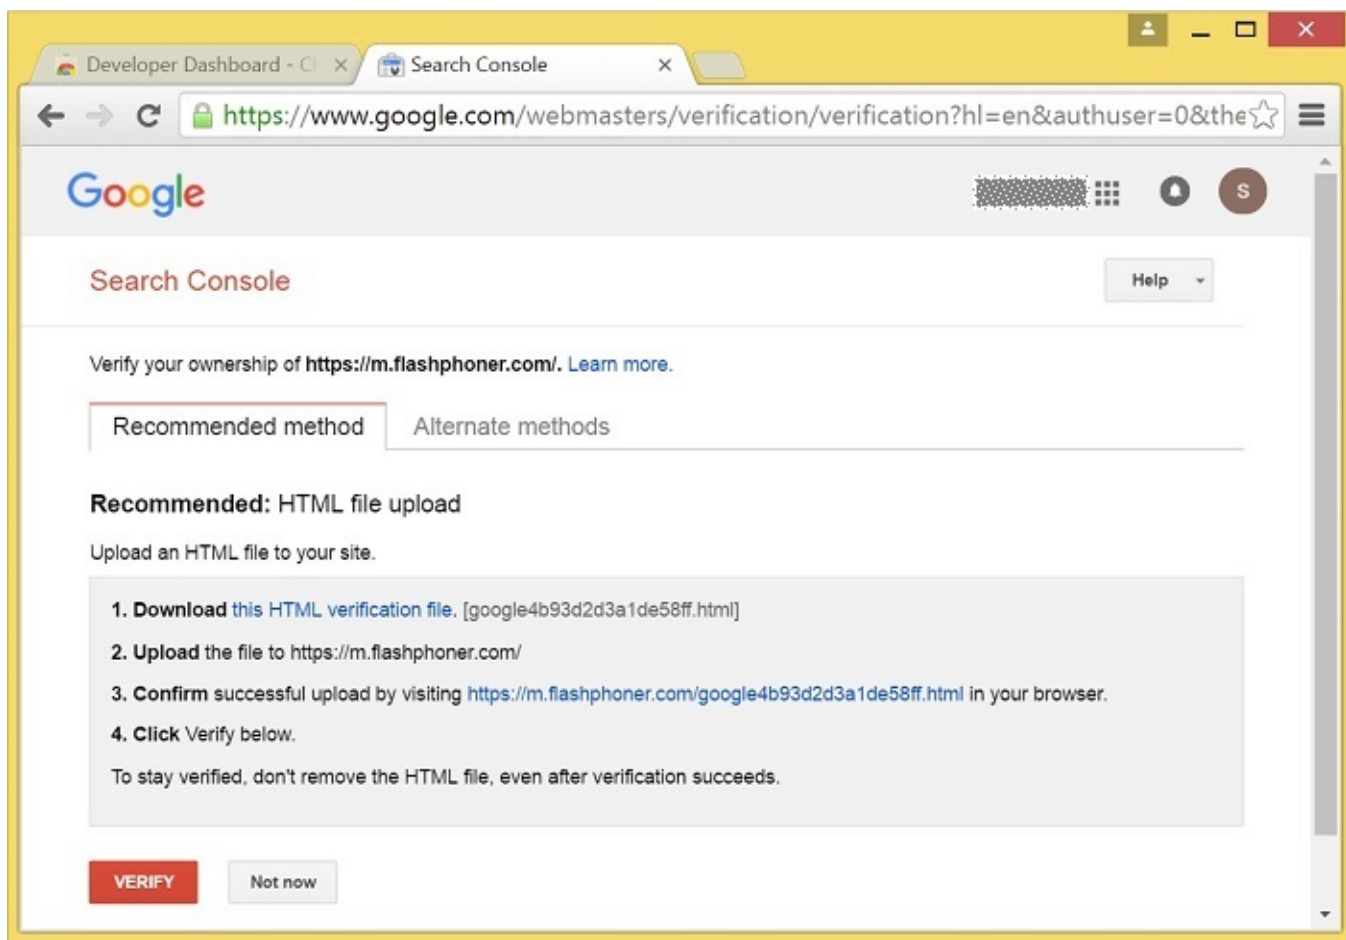 Developer Dashboard - C
Search Console
https://www.google.com/webmasters/verification/verification?hl=en&authuser=0&the
Google
S
Search Console
Help
Verify your ownership of https://m.flashphoner.com/. Learn more.
Recommended method
Alternate methods
Recommended: HTML file upload
Upload an HTML file to your site.
1. Download this HTML verification file. [google4b93d2d3a1de58ff.html]
2. Upload the file to https://m.flashphoner.com/
3. Confirm successful upload by visiting https://m.flashphoner.com/google4b93d2d3a1de58ff.html in your browser.
4. Click Verify below.
To stay verified, don't remove the HTML file, even after verification succeeds.
VERIFY
Not now